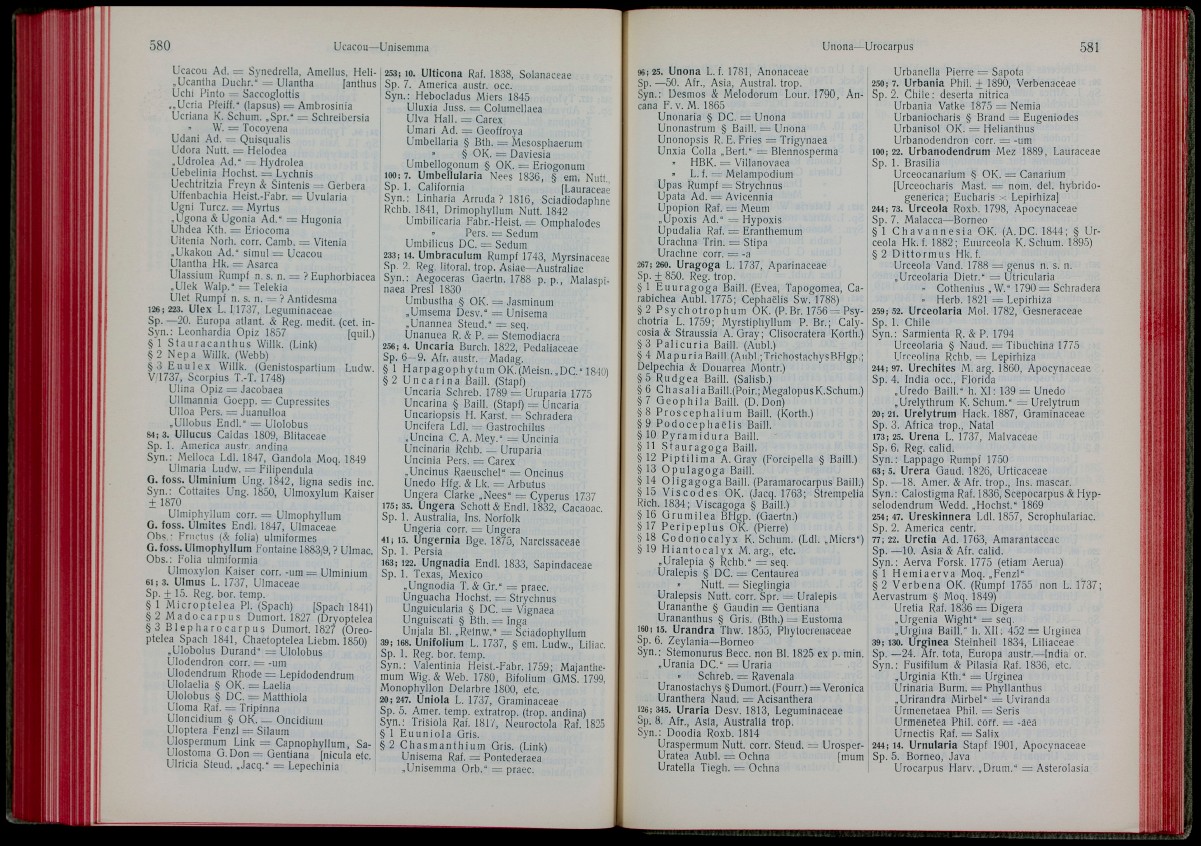 580
Ucacou—Unisemma
Ucacou Ad. = Synedrella, Amellus, Heli-
„Ucantha Duchr.“ = Ulantha [anthus
Uchi Pinto = Saccoglottis
„Ucria Pfeiff.“ (lapsus) = Ambrosinia
Ucriana K. Schum. „Spr.“ = Schreibersia
" W. = Tocoyena
Udani Ad. = Quisqualis
Udora Nutt. = Helodea
„Udrolea Ad.“ = Hydrolea
Uebelinia Hochst. = Lychnis
Uechtritzia Freyn & Sintenis = Gerbera
Uffenbachia Heist.-Fabr. = Uvularia
Ugni Turcz. = Myrtus
„Ugona & Ugonia Ad.“ = Hugonia
Uhdea Kth. = Eriocoma
Uitenia Norh. corr. Camb. = Vitenia
„Ukakou Ad.“ simul = Ucacou
Ulantha Hk. = Asarca
Ulassium Rumpf n. s. n. = ? Euphorbiacea
„Ulek Walp.“ = Telekia
Ulet Rumpf n. s. n. = ? Antidesma
126; 223. Ulex L. I 1737, Leguminaceae
Sp. —20. Europa atlant. & Reg. medit. (cet. in-
Syn.: Leonhardia Opiz 1857 [quil.)
§ 1 Stauracanthus Willk. (Link)
§ 2 Nepa Willk. (Webb)
§ 3 Euulex Willk. (Genistospartium Ludw.
V/1737, Scorpius T.-T. 1748)
Ulina Opiz = Jacobaea
Ullmannia Goepp. = Cupressites
Ulloa Pers. = Juanulloa
„Ullobus Endl.“ = Ulolobus
84; 3. Ullucus Caldas 1809, Blitaceae
Sp. 1. America austr. andina
Syn.: Melloca Ldl. 1847, Gandola Moq. 1849
Ulmaria Ludw. = Filipendula
G. foss. Ulminium Ung. 1842, ligna sedis inc.
Syn.: Cottaites Ung. 1850, Ulmoxylum Kaiser
± 1870
Ulmiphyllum corr. = Ulmophyllum
G. foss. Ulmites Endl. 1847, Ulmaceae
Obs.: Fructus (& folia) ulmiformes
G. foss. Ulmophyllum Fontaine 1883/9, ? Ulmac.
Obs.: Folia ulmiformia
Ulmoxylon Kaiser corr. -um = Ulminium
61; 3. Ulmus L. 1737, Ulmaceae
Sp. ± 15. Reg. bor. temp.
§ 1 Microptelea Pl. (Spach) [Spach 1841)
§ 2 Madocarpus Dumort. 1827 (Dryoptelea
§ 3 Blepharocarpus Dumort. 1827 (Oreo-
ptelea Spach 1841, Chaetoptelea Liebm. 1850)
„Ulobolus Durand“ = Ulolobus
Ulodendron corr. = -um
Ulodendrum Rhode = Lepidodendrum
Ulolaelia § OK. = Laelia
Ulolobus § DC. = Matthiola
Uloma Raf. = Tripinna
Uloncidium § OK. = Oncidium
Uloptera Fenzl = Silaum
Ulospermum Link = Capnophyllum, Sa-
Ulostoma G. Don = Gentiana [nicula etc.
Ulricia Steud. „Jacq.“ = Lepechinia
253; 10. Ulticona Raf. 1838, Solanaceae
Sp. 7. America austr. occ.
Syn.: Hebocladus Miers 1845
Uluxia Juss. = Columellaea
Ulva Hall. = Carex
Umari Ad. = Geoffroya
Umbellaria § Bth. = Mesosphaerum
" § OK. = Daviesia
Umbellogonum § OK. = Eriogonum
100; 7. Umbellularia Nees 1836, § em. Nutt.,
Sp. 1. California [Lauraceae
Syn.: Linharia Arruda ? 1816, Sciadiodaphne
Rchb. 1841, Drimophyllum Nutt. 1842
Umbilicaria Fabr.-Heist. = Omphalodes
" Pers. = Sedum
Umbilicus DC. = Sedum
233; 14. Umbraculum Rumpf 1743, Myrsinaceae
Sp. 2. Reg. litoral. trop. Asiae—Australiae
Syn.: Aegoceras Gaertn. 1788 p. p., Malaspi-
naea Presl 1830
Umbustha § OK. = Jasminum
„Umsema Desv.“ = Unisema
„Unannea Steud.“ = seq.
Unanuea R. & P. = Stemodiacra
256; 4. Uncaria Burch. 1822, Pedaliaceae
Sp. 6—9. Afr. austr. Madag.
§ 1 Harpagophytum OK. (Meisn. „DC.“ 1840)
§ 2 Uncarina Baill. (Stapf)
Uncaria Schreb. 1789 = Uruparia 1775
Uncarina § Baill. (Stapf) = Uncaria
Uncariopsis H. Karst. = Schradera
Uncifera Ldl. = Gastrochilus
„Uncina C. A. Mey.“ = Uncinia
Uncinaria Rchb. = Uruparia
Uncinia Pers. = Carex
„Uncinus Raeuschel“ = Oncinus
Unedo Hfg. & Lk. = Arbutus
Ungera Clarke „Nees“ = Cyperus 1737
175; 35. Ungera Schott & Endl. 1832, Cacaoac.
Sp. 1. Australia, Ins. Norfolk
Ungeria corr. = Ungera
41; 15. Ungernia Bge. 1875, Narcissaceae
Sp. 1. Persia
163; 122. Ungnadia Endl. 1833, Sapindaceae
Sp. 1. Texas, Mexico
„Ungnodia T. & Gr.“ = praec.
Unguacha Hochst. = Strychnus
Unguicularia § DC. = Vignaea
Unguiscati § Bth. = Inga
Unjala Bl. „Reinw.“ = Sciadophyllum
39; 168. Unifolium L. 1737, § em. Ludw., Liliac.
Sp. 1. Reg. bor. temp.
Syn.: Valentinia Heist.-Fabr. 1759; Majanthe-
mum Wig. & Web. 1780, Bifolium GMS. 1799,
Monophyllon Delarbre 1800, etc.
20; 247. Uniola L. 1737, Graminaceae
Sp. 5. Amer. temp. extratrop. (trop. andina)
Syn.: Trisiola Raf. 1817, Neuroctola Raf. 1825
§ 1 Euuniola Gris.
§ 2 Chasmanthium Gris. (Link)
Unisema Raf. = Pontederaea
„Unisemma Orb.“ = praec.
Unona—Urocarpus
581
96; 25. Unona L. f. 1781, Anonaceae
Sp. —50. Afr., Asia, Austral. trop.
Syn.: Desmos & Melodorum Lour. 1790, An-
cana F. v. M. 1865
Unonaria § DC. = Unona
Unonastrum § Baill. = Unona
Unonopsis R. E. Fries = Trigynaea
Unxia Colla „Bert.“ = Blennosperma
" HBK. = Villanovaea
" L. f. = Melampodium
Upas Rumpf = Strychnus
Upata Ad. = Avicennia
Upopion Raf. = Meum
„Upoxis Ad.“ = Hypoxis
Upudalia Raf. = Eranthemum
Urachna Trin. = Stipa
Urachne corr. = -a
267; 260. Uragoga L. 1737, Aparinaceae
Sp. ± 850. Reg. trop.
§ 1 Euuragoga Baill. (Evea, Tapogomea, Ca-
rabichea Aubl. 1775; Cephaëlis Sw. 1788)
§ 2 Psychotrophum OK. (P. Br. 1756 = Psy-
chotria L. 1759; Myrstiphyllum P. Br.; Caly-
cosia & Straussia A. Gray; Clisocratera Korth.)
§ 3 Palicuria Baill. (Aubl.)
§ 4 Mapuria Baill. (Aubl.; Trichostachys BHgp.;
Delpechia & Douarrea Montr.)
§ 5 Rudgea Baill. (Salisb.)
§ 6 Chasalia Baill. (Poir.; Megalopus K. Schum.)
§ 7 Geophila Baill. (D. Don)
§ 8 Proscephalium Baill. (Korth.)
§ 9 Podocephaëlis Baill.
§ 10 Pyramidura Baill.
§ 11 Stauragoga Baill.
§ 12 Piptilima A. Gray (Forcipella § Baill.)
§ 13 Opulagoga Baill.
§ 14 Oligagoga Baill. (Paramarocarpus Baill.)
§ 15 Viscodes OK. (Jacq. 1763; Strempelia
Rich. 1834; Viscagoga § Baill.)
§ 16 Grumilea BHgp. (Gaertn.)
§ 17 Peripeplus OK. (Pierre)
§ 18 Codonocalyx K. Schum. (Ldl. „Micrs“)
§ 19 Hiantocalyx M. arg., etc.
„Uralepia § Rchb.“ = seq.
Uralepis § DC. = Centaurea
" Nutt. = Sieglingia
Uralepsis Nutt. corr. Spr. = Uralepis
Urananthe § Gaudin = Gentiana
Urananthus § Gris. (Bth.) = Eustoma
160; 15. Urandra Thw. 1855, Phytocrenaceae
Sp. 6. Zeylania—Borneo
Syn.: Stemonurus Becc. non Bl. 1825 ex p. min.
„Urania DC.“ = Uraria
" Schreb. = Ravenala
Uranostachys § Dumort. (Fourr.) = Veronica
Uranthera Naud. = Acisanthera
126; 345. Uraria Desv. 1813, Leguminaceae
Sp. 8. Afr., Asia, Australia trop.
Syn.: Doodia Roxb. 1814
Uraspermum Nutt. corr. Steud. = Urosper-
Uratea Aubl. = Ochna [mum
Uratella Tiegh. = Ochna
Urbanella Pierre = Sapota
250; 7. Urbania Phil. ± 1890, Verbenaceae
Sp. 2. Chile: deserta nitrica
Urbania Vatke 1875 = Nemia
Urbaniocharis § Brand = Eugeniodes
Urbanisol OK. = Helianthus
Urbanodendron corr. = -um
100; 22. Urbanodendrum Mez 1889, Lauraceae
Sp. 1. Brasilia
Urceocanarium § OK. = Canarium
[Urceocharis Mast. = nom. del. hybrido-
generica; Eucharis × Lepirhiza]
244; 73. Urceola Roxb. 1798, Apocynaceae
Sp. 7. Malacca—Borneo
§ 1 Chavannesia OK. (A. DC. 1844; § Ur-
ceola Hk. f. 1882; Euurceola K. Schum. 1895)
§ 2 Dittormus Hk. f.
Urceola Vand. 1788 = genus n. s. n.
„Urceolaria Dietr.“ = Utricularia
" Cothenius „W.“ 1790 = Schradera
" Herb. 1821 = Lepirhiza
259; 52. Urceolaria Mol. 1782, Gesneraceae
Sp. 1. Chile
Syn.: Sarmienta R. & P. 1794
Urceolaria § Naud. = Tibuchina 1775
Urceolina Rchb. = Lepirhiza
244; 97. Urechites M. arg. 1860, Apocynaceae
Sp. 4. India occ., Florida
„Uredo Baill.“ h. XI: 139 = Unedo
„Urelythrum K. Schum.“ = Urelytrum
20; 21. Urelytrum Hack. 1887, Graminaceae
Sp. 3. Africa trop., Natal
173; 25. Urena L. 1737, Malvaceae
Sp. 6. Reg. calid.
Syn.: Lappago Rumpf 1750
63; 5. Urera Gaud. 1826, Urticaceae
Sp. —18. Amer. & Afr. trop., Ins. mascar.
Syn.: Calostigma Raf. 1836, Scepocarpus & Hyp-
selodendrum Wedd. „Hochst.“ 1869
254; 47. Ureskinnera Ldl. 1857, Scrophulariac.
Sp. 2. America centr.
77; 22. Uretia Ad. 1763, Amarantaceae
Sp. —10. Asia & Afr. calid.
Syn.: Aerva Forsk. 1775 (etiam Aerua)
§ 1 Hemiaerva Moq. „Fenzl“
§ 2 Verbena OK. (Rumpf 1755 non L. 1737;
Aervastrum § Moq. 1849)
Uretia Raf. 1836 = Digera
„Urgenia Wight“ = seq.
„Urgina Baill.“ h. XII: 452 = Urginea
39; 130. Urginea Steinheil 1834, Liliaceae
Sp. —24. Afr. tota, Europa austr.—India or.
Syn.: Fusifilum & Pilasia Raf. 1836, etc.
„Urginia Kth.“ = Urginea
Urinaria Burm. = Phyllanthus
„Urirandra Mirbel“ = Uviranda
Urmenetaea Phil. = Seris
Urmenetea Phil. corr. = -aea
Urnectis Raf. = Salix
244; 14. Urnularia Stapf 1901, Apocynaceae
Sp. 5. Borneo, Java
Urocarpus Harv. „Drum.“ = Asterolasia